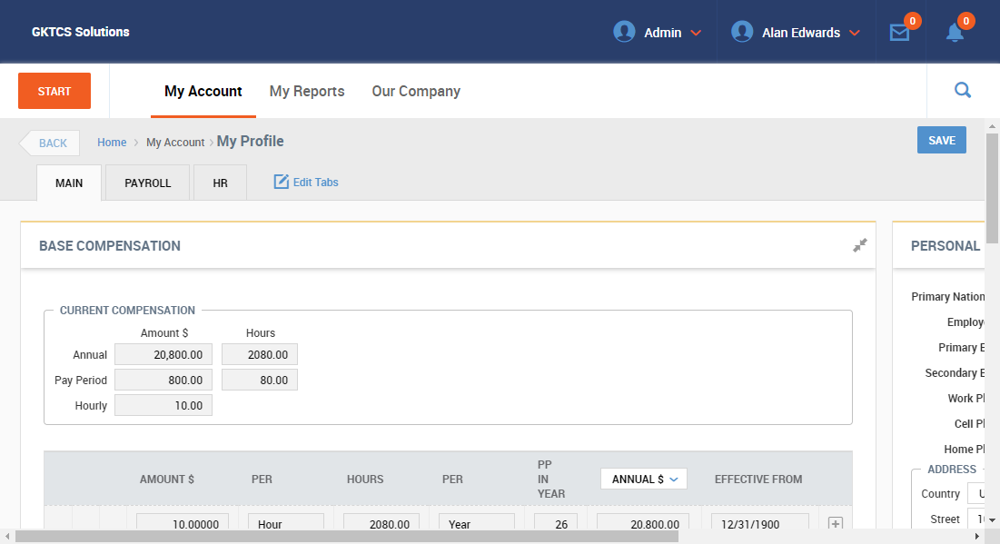 GKTCS Solutions
Admin
Alan Edwards
0
0
START
My Account
My Reports
Our Company
BACK
Home > My Account > My Profile
SAVE
MAIN
PAYROLL
HR
Edit Tabs
BASE COMPENSATION
CURRENT COMPENSATION
Amount $ Hours
Annual 20,800.00 2080.00
Pay Period 800.00 80.00
Hourly 10.00
AMOUNT $ PER HOURS PER PP IN YEAR ANNUAL $ EFFECTIVE FROM
10.00000 Hour 2080.00 Year 26 20,800.00 12/31/1900
PERSONAL
Primary Nation
Employ
Primary E
Secondary E
Work Pl
Cell Pl
Home Pl
ADDRESS
Country U
Street 1